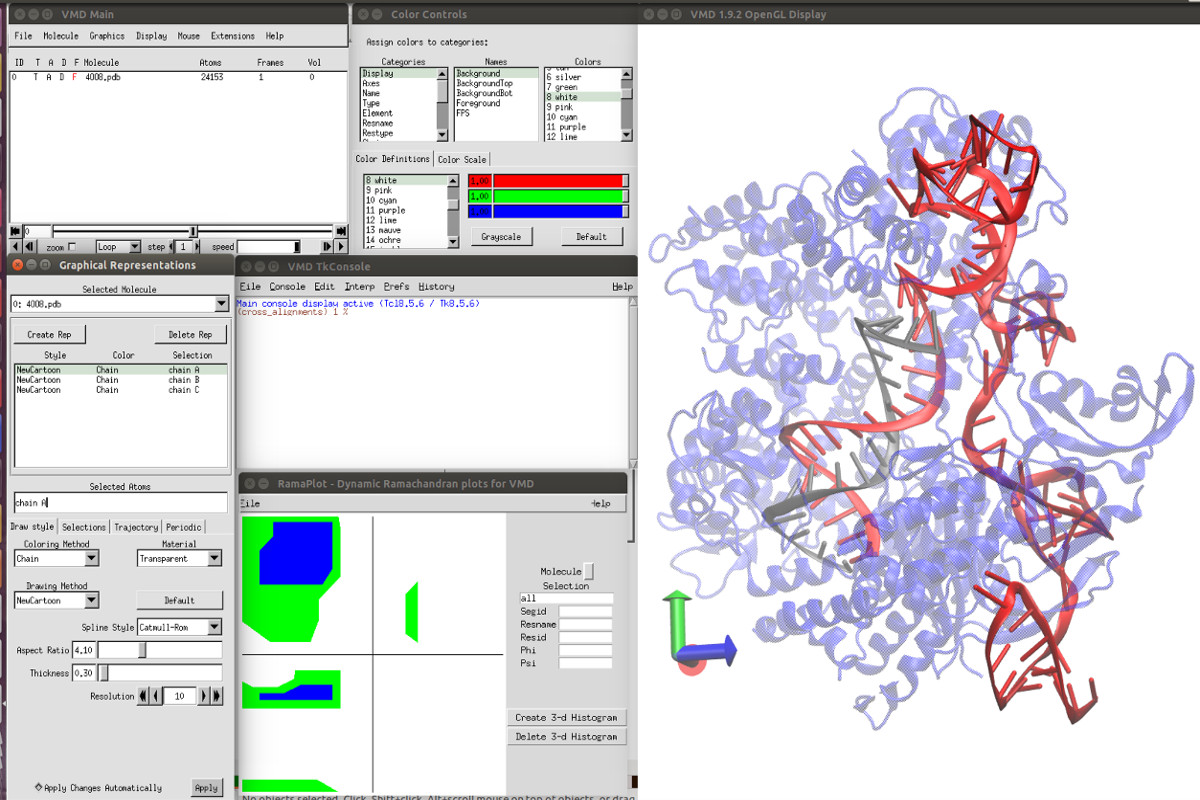 VMD Main
File Molecule Graphics Display Mouse Extensions Help
ID T A D F Molecule Atoms Frames Vol
0 T A D F 4008.pdb 24153 1 0
0
zoom Loop step 1 speed
Color Controls
Assign colors to categories:
Categories Names Colors
Display
Axes
Name
Type
Element
Resname
Restype
Background
BackgroundTop
BackgroundBot
Foreground
FPS
6 silver
7 green
8 white
9 pink
10 cyan
11 purple
12 lime
Color Definitions Color Scale
8 white
9 pink
10 cyan
11 purple
12 lime
13 mauve
14 ochre
1.00
1.00
1.00
Grayscale Default
VMD 1.9.2 OpenGL Display
Graphical Representations
Selected Molecule
0: 4008.pdb
Create Rep Delete Rep
Style Color Selection
NewCartoon Chain chain A
NewCartoon Chain chain B
NewCartoon Chain chain C
Selected Atoms
chain A
Draw style Selections Trajectory Periodic
Coloring Method Material
Chain Transparent
Drawing Method
NewCartoon Default
Spline Style Catmull-Rom
Aspect Ratio 4.10
Thickness 0.30
Resolution 10
Apply Changes Automatically Apply
VMD TkConsole
File Console Edit Interp Prefs History Help
Main console display active (Tcl8.5.6 / Tk8.5.6)
(cross_alignments) 1 %
RamaPlot - Dynamic Ramachandran plots for VMD
File Help
Molecule
Selection
all
Segid
Resname
Resid
Phi
Psi
Create 3-d Histogram
Delete 3-d Histogram
No objects selected. Click, Shift+click, Alt+scroll mouse on top of objects, or drag